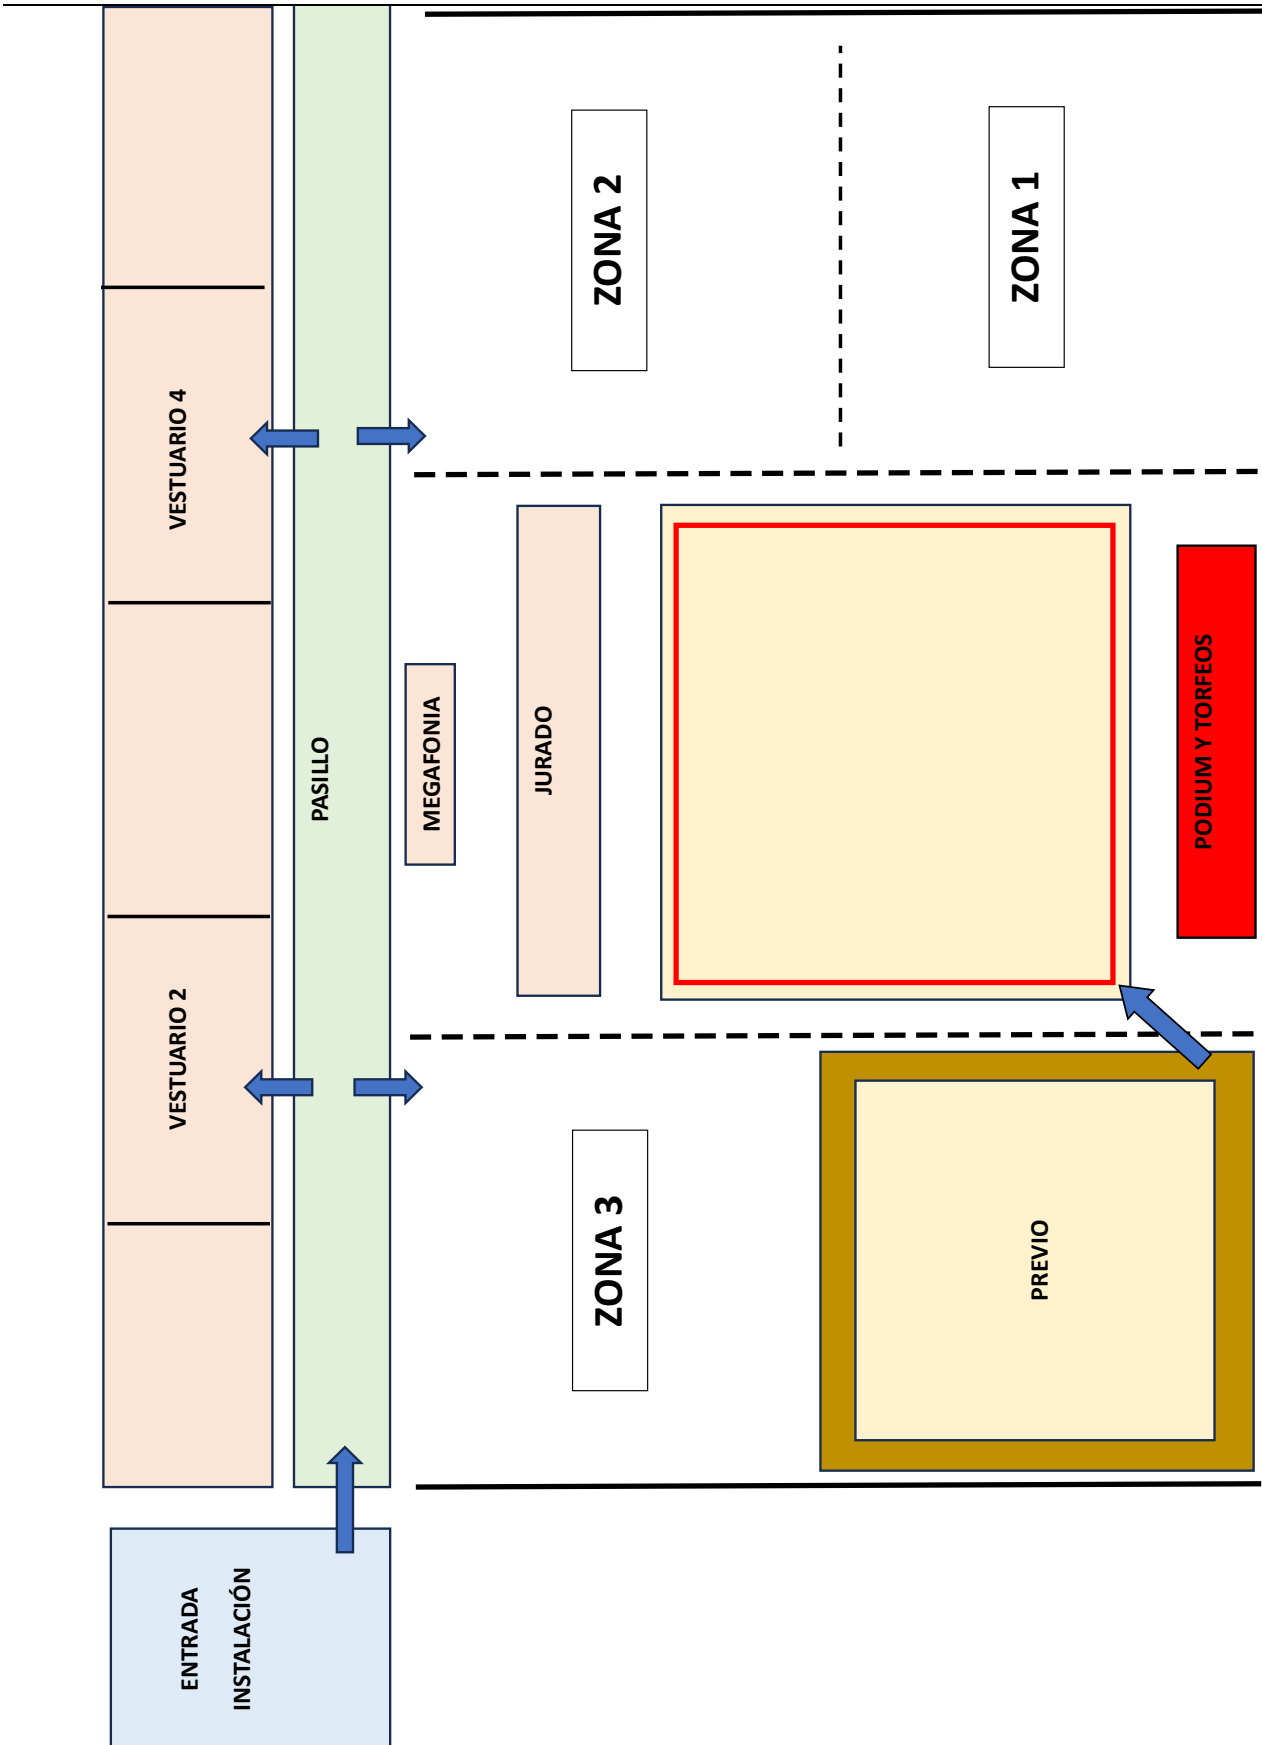 ENTRADA
INSTALACIÓN
VESTUARIO 2
VESTUARIO 4
PASILLO
MEGAFONIA
JURADO
ZONA 3
ZONA 2
PREVIO
ZONA 1
PODIUM Y TORFEOS